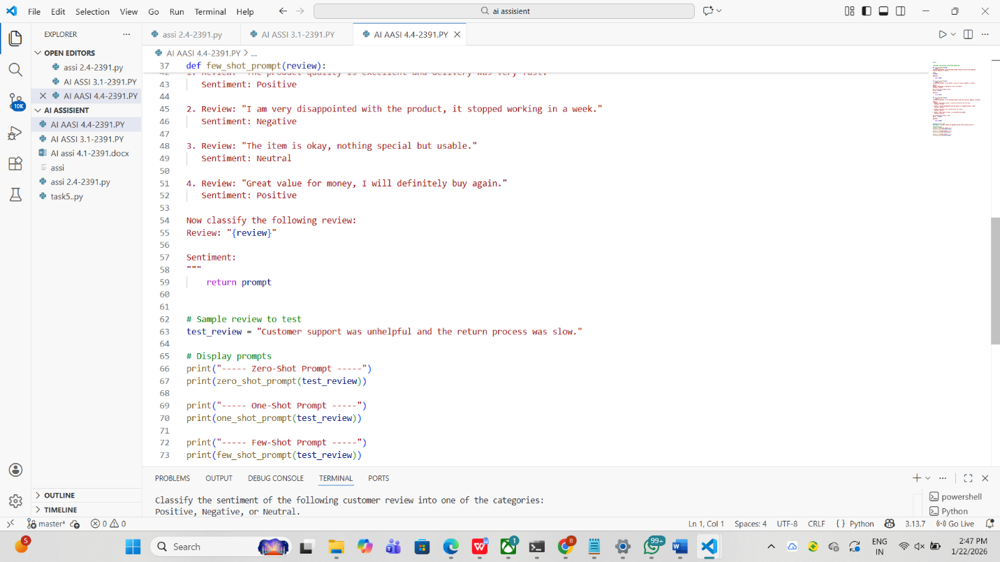 File Edit Selection View Go Run Terminal Help
ai assisient
EXPLORER
assi 2.4-2391.py
AI ASSI 3.1-2391.PY
AI AASI 4.4-2391.PY
OPEN EDITORS
assi 2.4-2391.py
AI ASSI 3.1-2391.PY
AI AASI 4.4-2391.PY
AI ASSISIENT
AI AASI 4.4-2391.PY
AI ASSI 3.1-2391.PY
AI assi 4.1-2391.docx
assi
assi 2.4-2391.py
task5..py
OUTLINE
TIMELINE
10K
AI AASI 4.4-2391.PY > ...
37 def few_shot_prompt(review):
42 1. Review: "The product quality is excellent and delivery was very fast."
43 Sentiment: Positive
44
45 2. Review: "I am very disappointed with the product, it stopped working in a week."
46 Sentiment: Negative
47
48 3. Review: "The item is okay, nothing special but usable."
49 Sentiment: Neutral
50
51 4. Review: "Great value for money, I will definitely buy again."
52 Sentiment: Positive
53
54 Now classify the following review:
55 Review: "{review}"
56
57 Sentiment:
58 """
59 return prompt
60
61
62 # Sample review to test
63 test_review = "Customer support was unhelpful and the return process was slow."
64
65 # Display prompts
66 print("----- Zero-Shot Prompt -----")
67 print(zero_shot_prompt(test_review))
68
69 print("----- One-Shot Prompt -----")
70 print(one_shot_prompt(test_review))
71
72 print("----- Few-Shot Prompt -----")
73 print(few_shot_prompt(test_review))
PROBLEMS OUTPUT DEBUG CONSOLE TERMINAL PORTS
Classify the sentiment of the following customer review into one of the categories:
Positive, Negative, or Neutral.
powershell
Python
master* 0 0
Ln 1, Col 1 Spaces: 4 UTF-8 CRLF { } Python 3.13.7 Go Live
5
Search
1
8
99+
ENG
IN
2:47 PM
1/22/2026